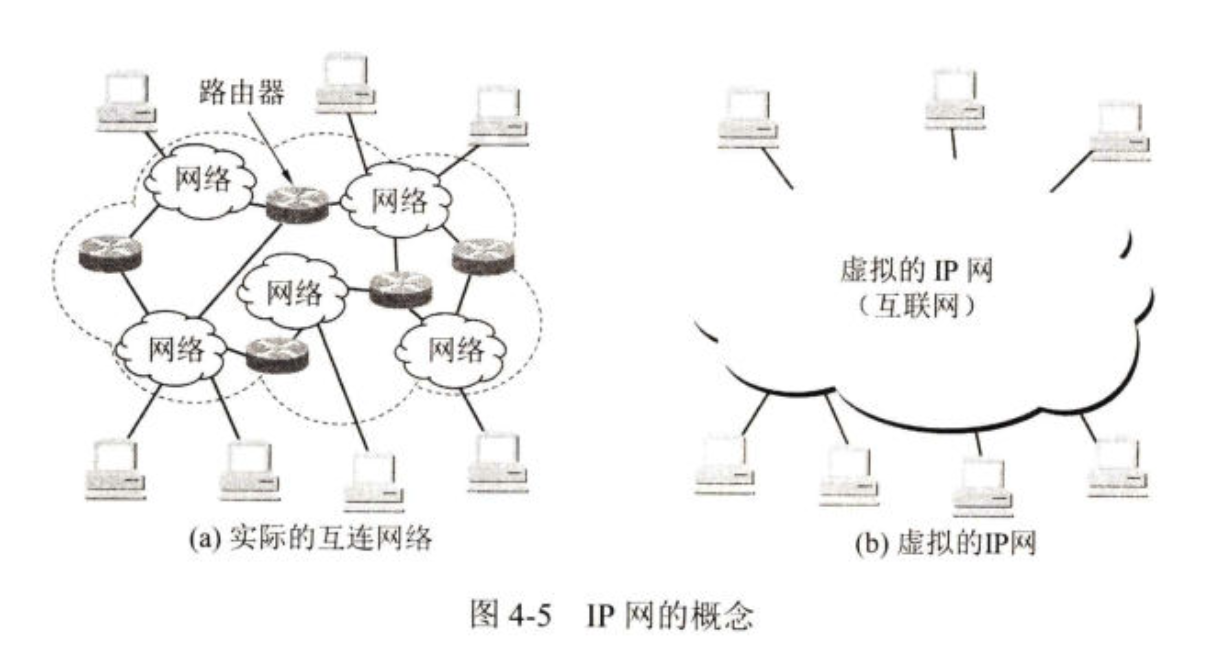 路由器
网络
网络
网络
网络
网络
(a) 实际的互连网络
虚拟的 IP 网
（互联网）
(b) 虚拟的IP网
图 4-5 IP 网的概念